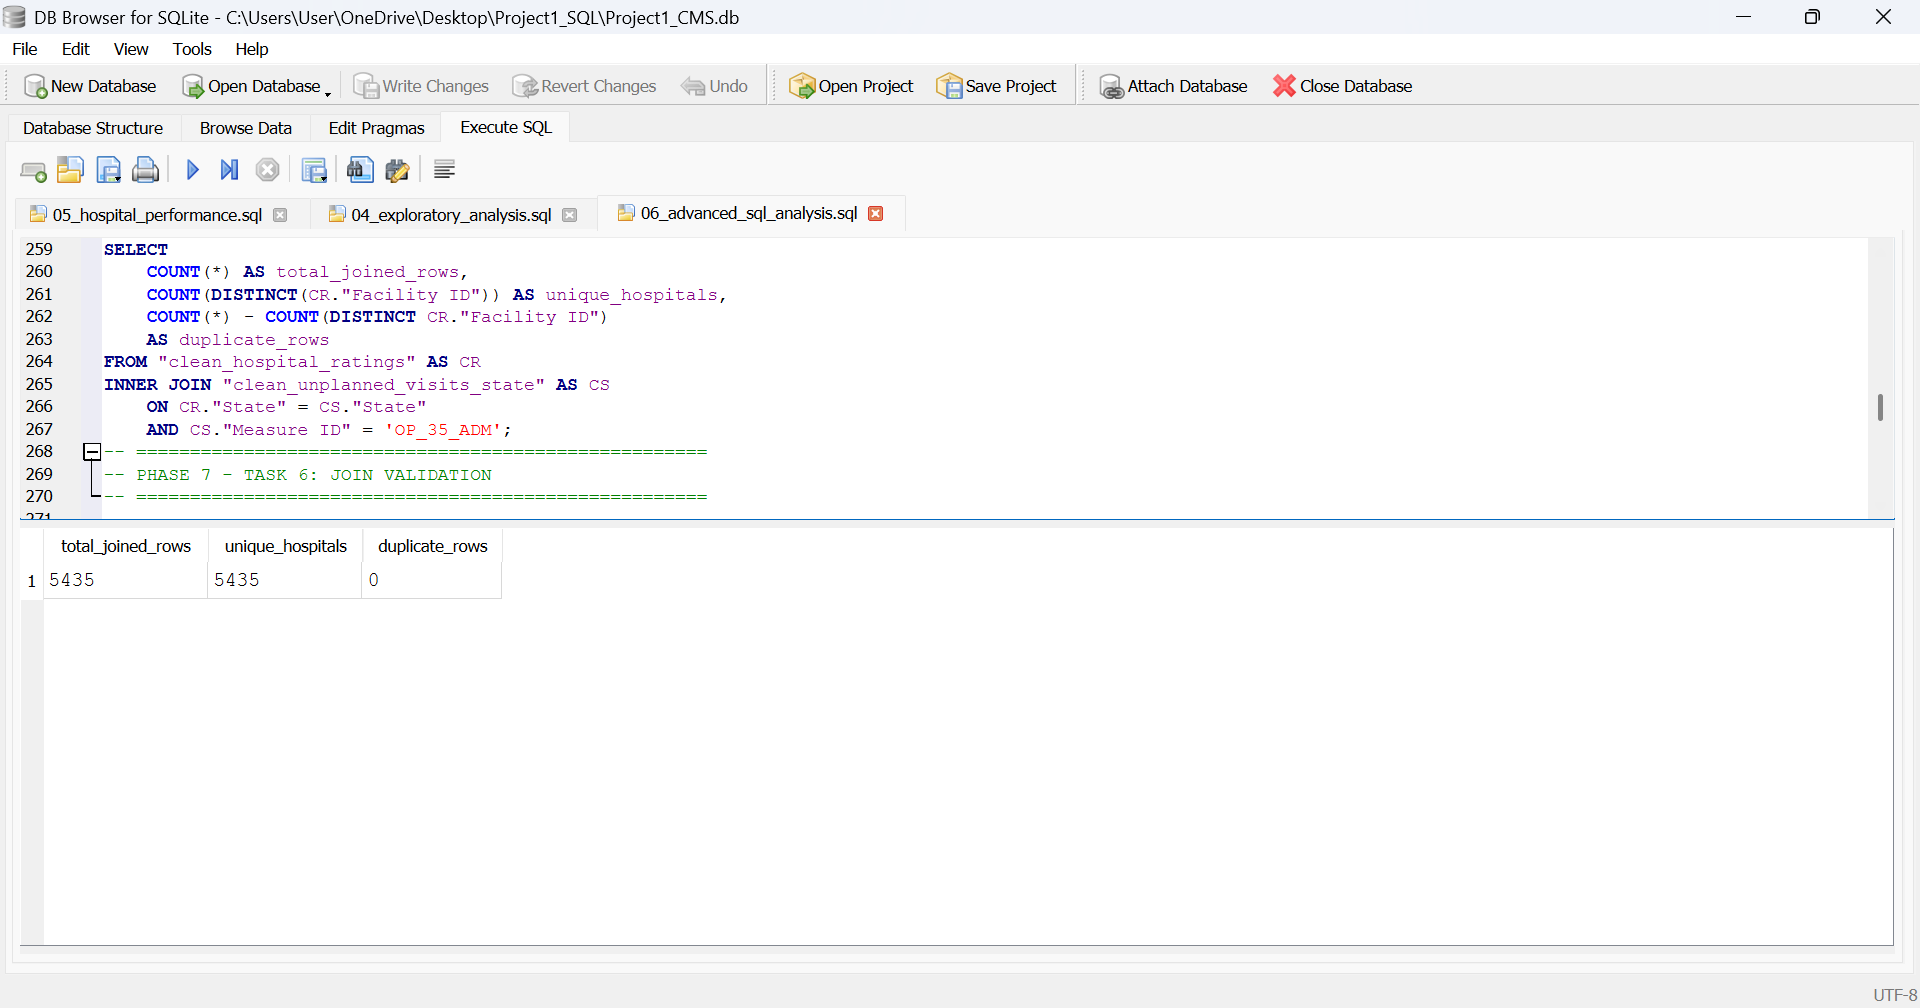 DB Browser for SQLite - C:\Users\User\OneDrive\Desktop\Project1_SQL\Project1_CMS.db
File Edit View Tools Help
New Database Open Database Write Changes Revert Changes Undo Open Project Save Project Attach Database Close Database
Database Structure Browse Data Edit Pragmas Execute SQL
05_hospital_performance.sql 04_exploratory_analysis.sql 06_advanced_sql_analysis.sql
259 SELECT
260 COUNT(*) AS total_joined_rows,
261 COUNT(DISTINCT(CR."Facility ID")) AS unique_hospitals,
262 COUNT(*) - COUNT(DISTINCT CR."Facility ID")
263 AS duplicate_rows
264 FROM "clean_hospital_ratings" AS CR
265 INNER JOIN "clean_unplanned_visits_state" AS CS
266 ON CR."State" = CS."State"
267 AND CS."Measure ID" = 'OP_35_ADM';
268 -- =====================================================
269 -- PHASE 7 - TASK 6: JOIN VALIDATION
270 -- =====================================================
271
total_joined_rows unique_hospitals duplicate_rows
1 5435 5435 0
UTF-8